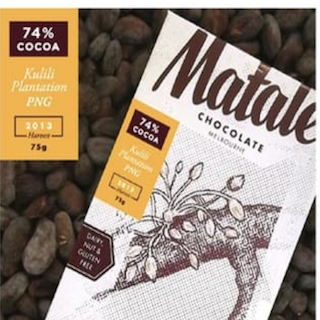 74%
COCOA
Kulili
Plantation
PNG
2013
Harvest
75g
Matale
CHOCOLATE
MELBOURNE
74%
COCOA
Kulili
Plantation
PNG
2013
75g
DAIRY,
NUT &
GLUTEN
FREE